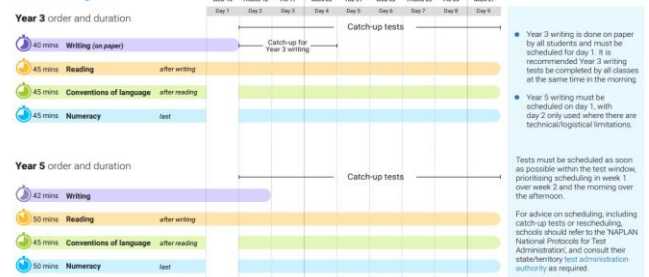 Day 1 Day 2 Day 3 Day 4 Day 5 Day 6 Day 7 Day 8 Day 9
Year 3 order and duration
Catch-up tests
40 mins Writing (on paper)
Catch-up for
Year 3 writing
45 mins Reading after writing
45 mins Conventions of language after reading
45 mins Numeracy last
Year 5 order and duration
Catch-up tests
42 mins Writing
50 mins Reading after writing
45 mins Conventions of language after reading
50 mins Numeracy last
• Year 3 writing is done on paper
by all students and must be
scheduled for day 1. It is
recommended Year 3 writing
tests be completed by all classes
at the same time in the morning.
• Year 5 writing must be
scheduled on day 1, with
day 2 only used where there are
technical/logistical limitations.
Tests must be scheduled as soon
as possible within the test window,
prioritising scheduling in week 1
over week 2 and the morning over
the afternoon.
For advice on scheduling, including
catch-up tests or rescheduling,
schools should refer to the 'NAPLAN
National Protocols for Test
Administration', and consult their
state/territory test administration
authority as required.